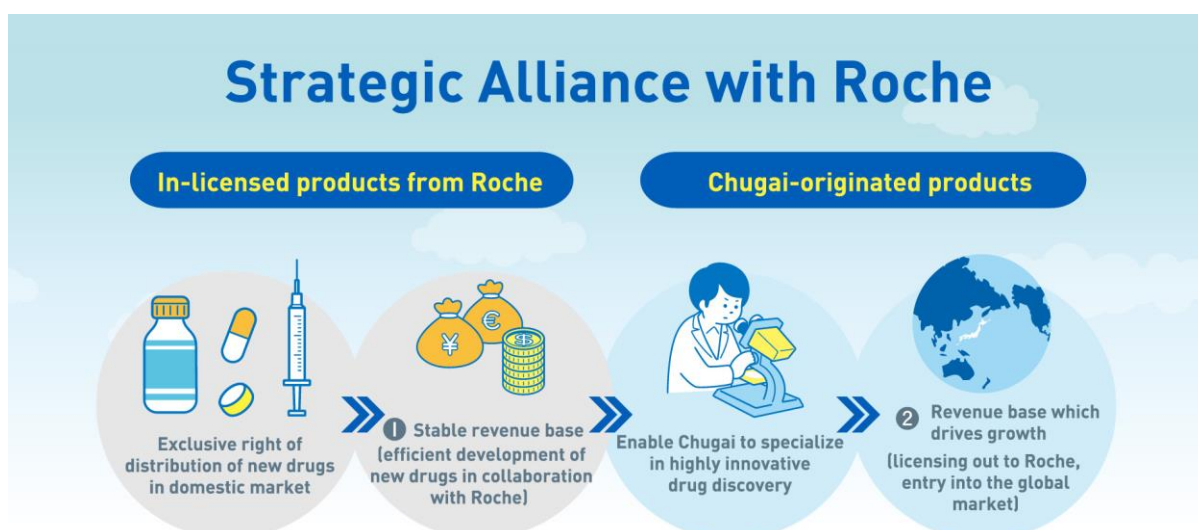 Strategic Alliance with Roche
In-licensed products from Roche
Chugai-originated products
¥
€
$
Exclusive right of
distribution of new drugs
in domestic market
1 Stable revenue base
(efficient development of
new drugs in collaboration
with Roche)
Enable Chugai to specialize
in highly innovative
drug discovery
2 Revenue base which
drives growth
(licensing out to Roche,
entry into the global
market)